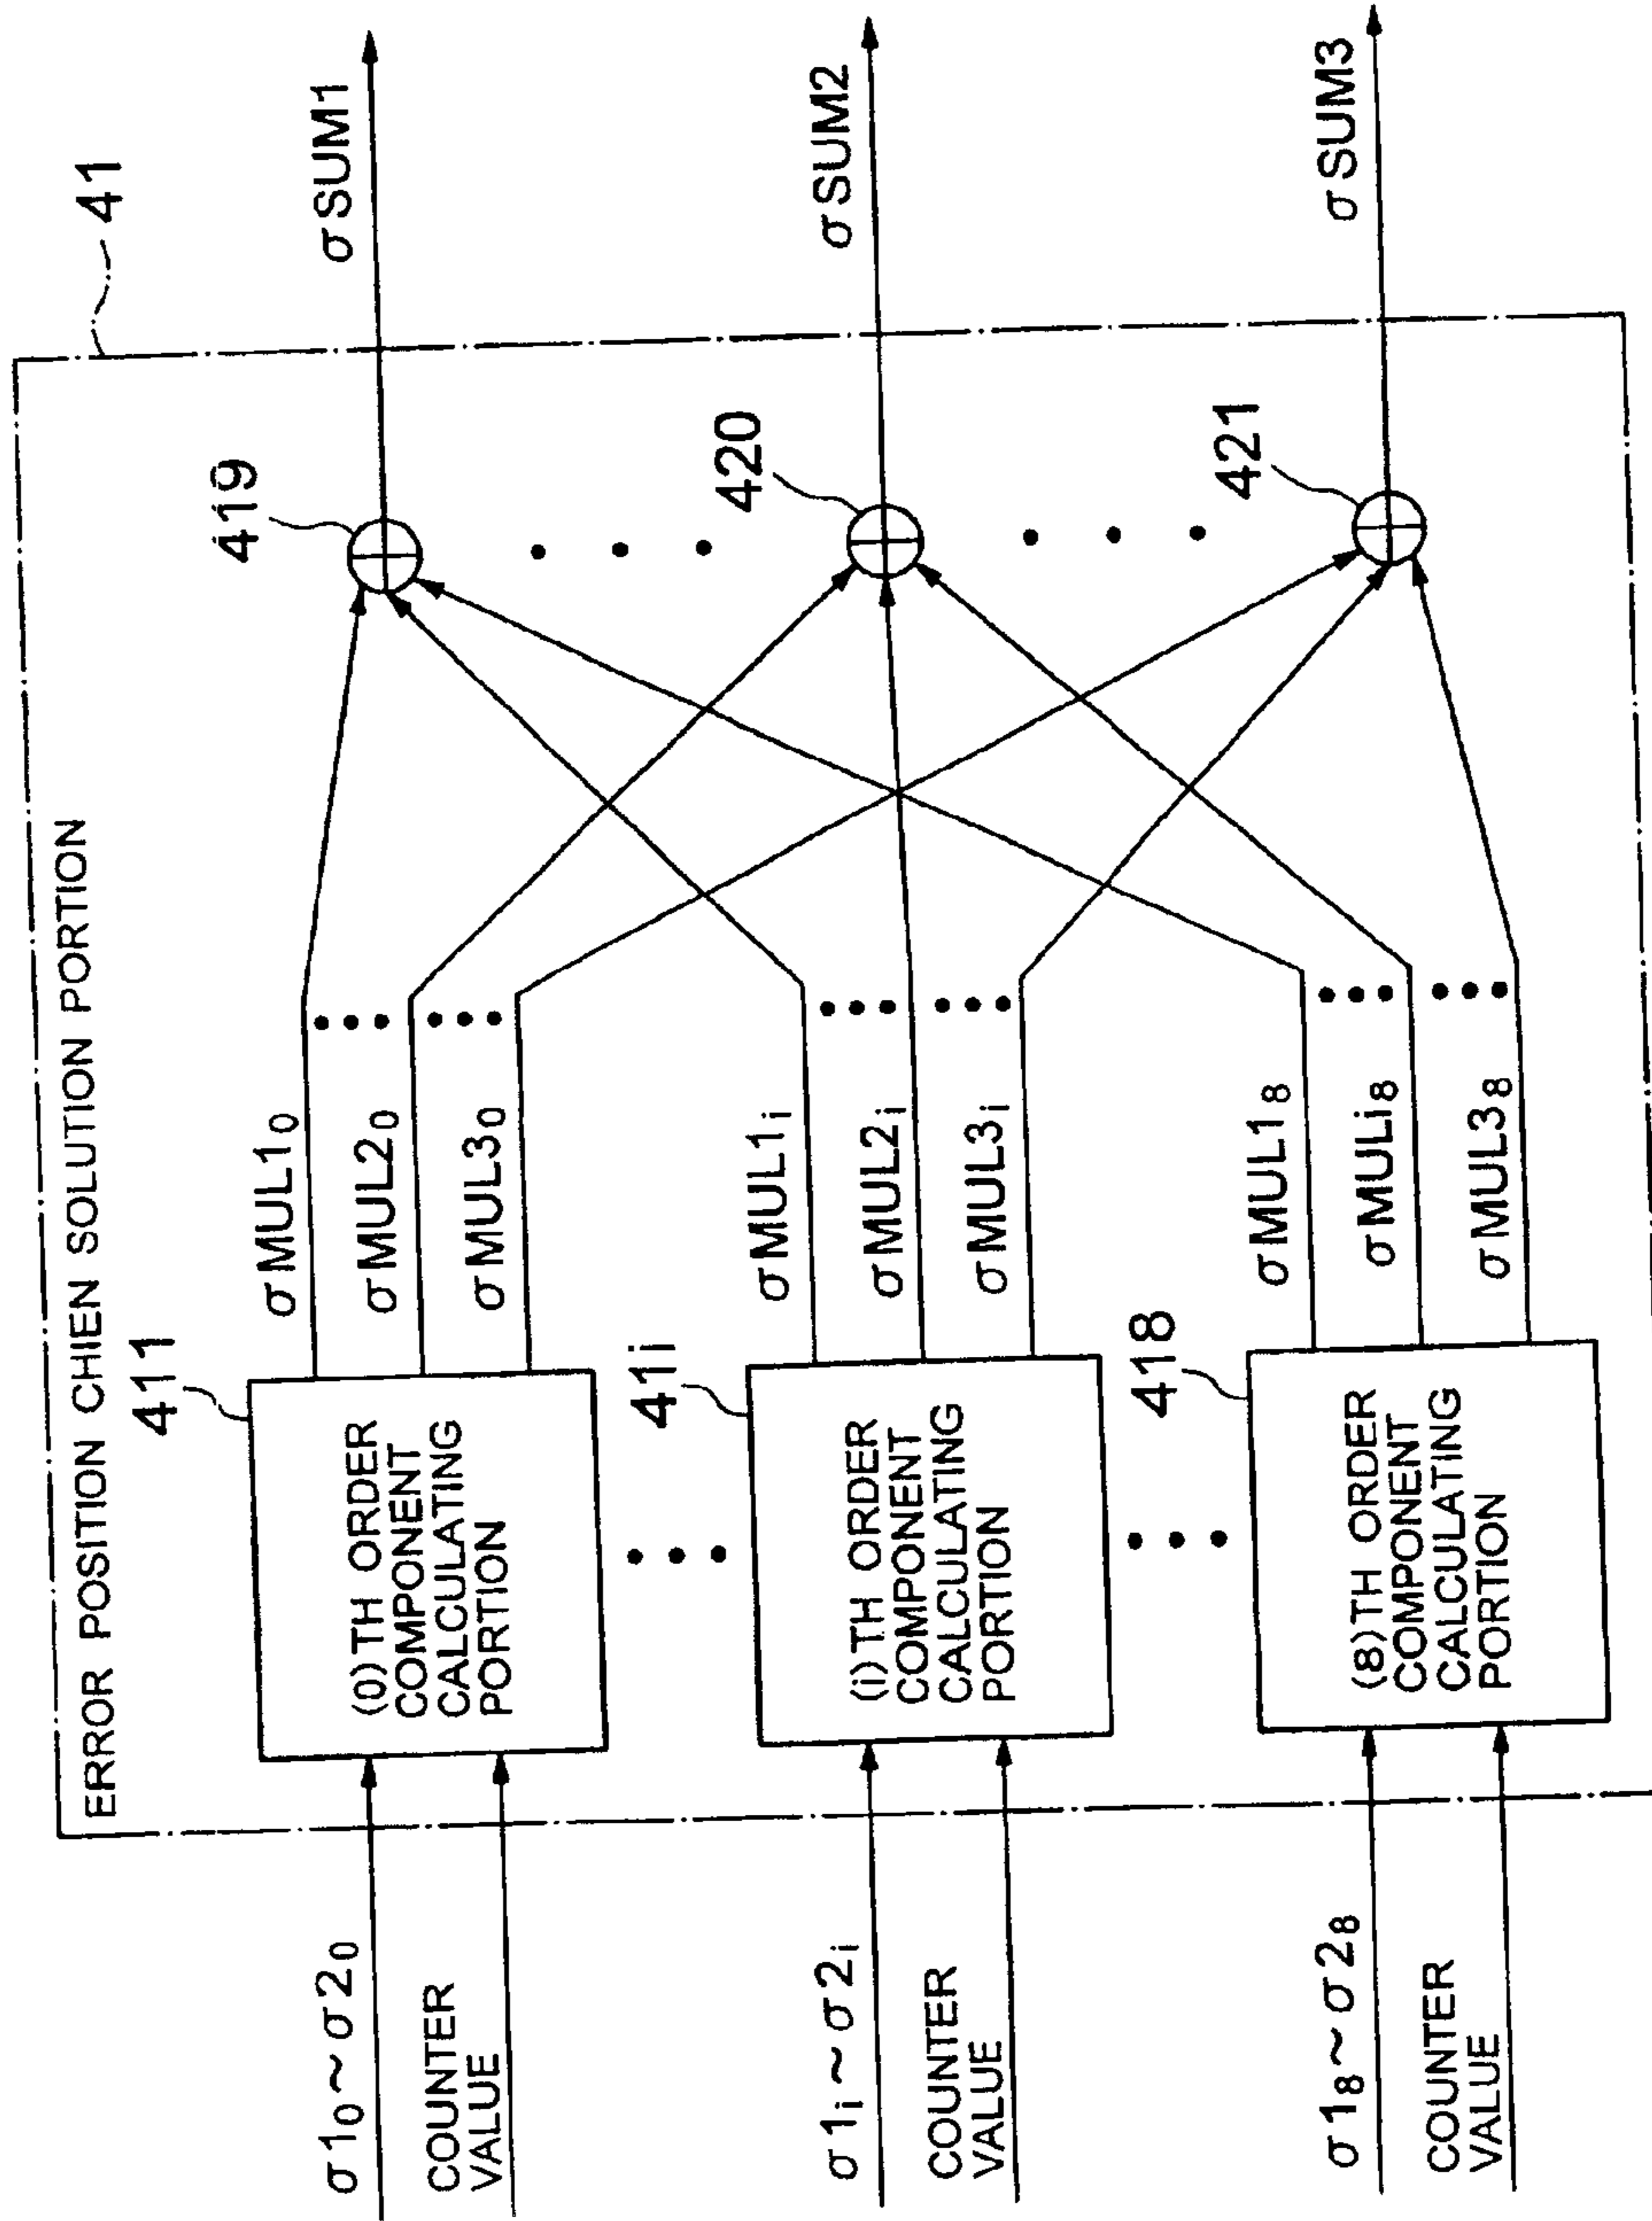 ERROR POSITION CHIEN SOLUTION PORTION
41
σ1₀~σ2₀
COUNTER
VALUE
411
(0)TH ORDER
COMPONENT
CALCULATING
PORTION
σMUL1₀
σMUL2₀
σMUL3₀
419
σSUM1
σ1ᵢ~σ2ᵢ
COUNTER
VALUE
41i
(i)TH ORDER
COMPONENT
CALCULATING
PORTION
σMUL1ᵢ
σMUL2ᵢ
σMUL3ᵢ
420
σSUM2
σ1₈~σ2₈
COUNTER
VALUE
418
(8)TH ORDER
COMPONENT
CALCULATING
PORTION
σMUL1₈
σMULi₈
σMUL3₈
421
σSUM3